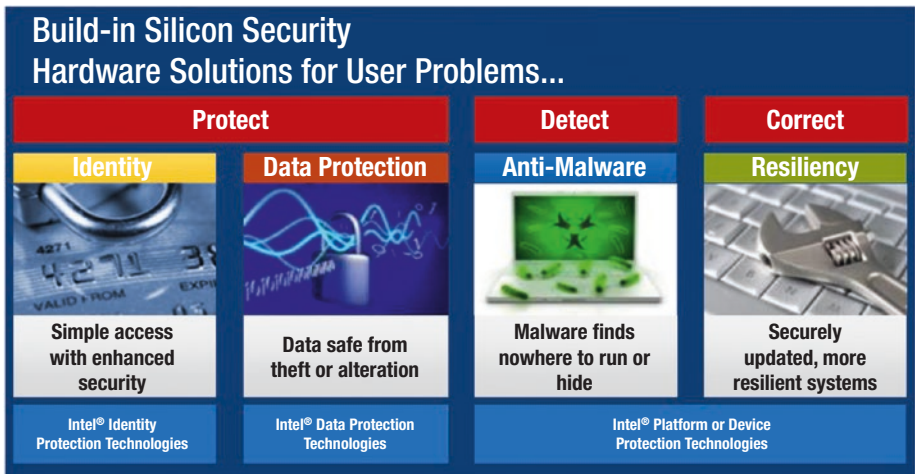 Build-in Silicon Security
Hardware Solutions for User Problems...
Protect
Detect
Correct
Identity
Data Protection
Anti-Malware
Resiliency
4271
4271 38
VALID FROM
EXPI
Simple access
with enhanced
security
Data safe from
theft or alteration
Malware finds
nowhere to run or
hide
Securely
updated, more
resilient systems
Intel® Identity
Protection Technologies
Intel® Data Protection
Technologies
Intel® Platform or Device
Protection Technologies